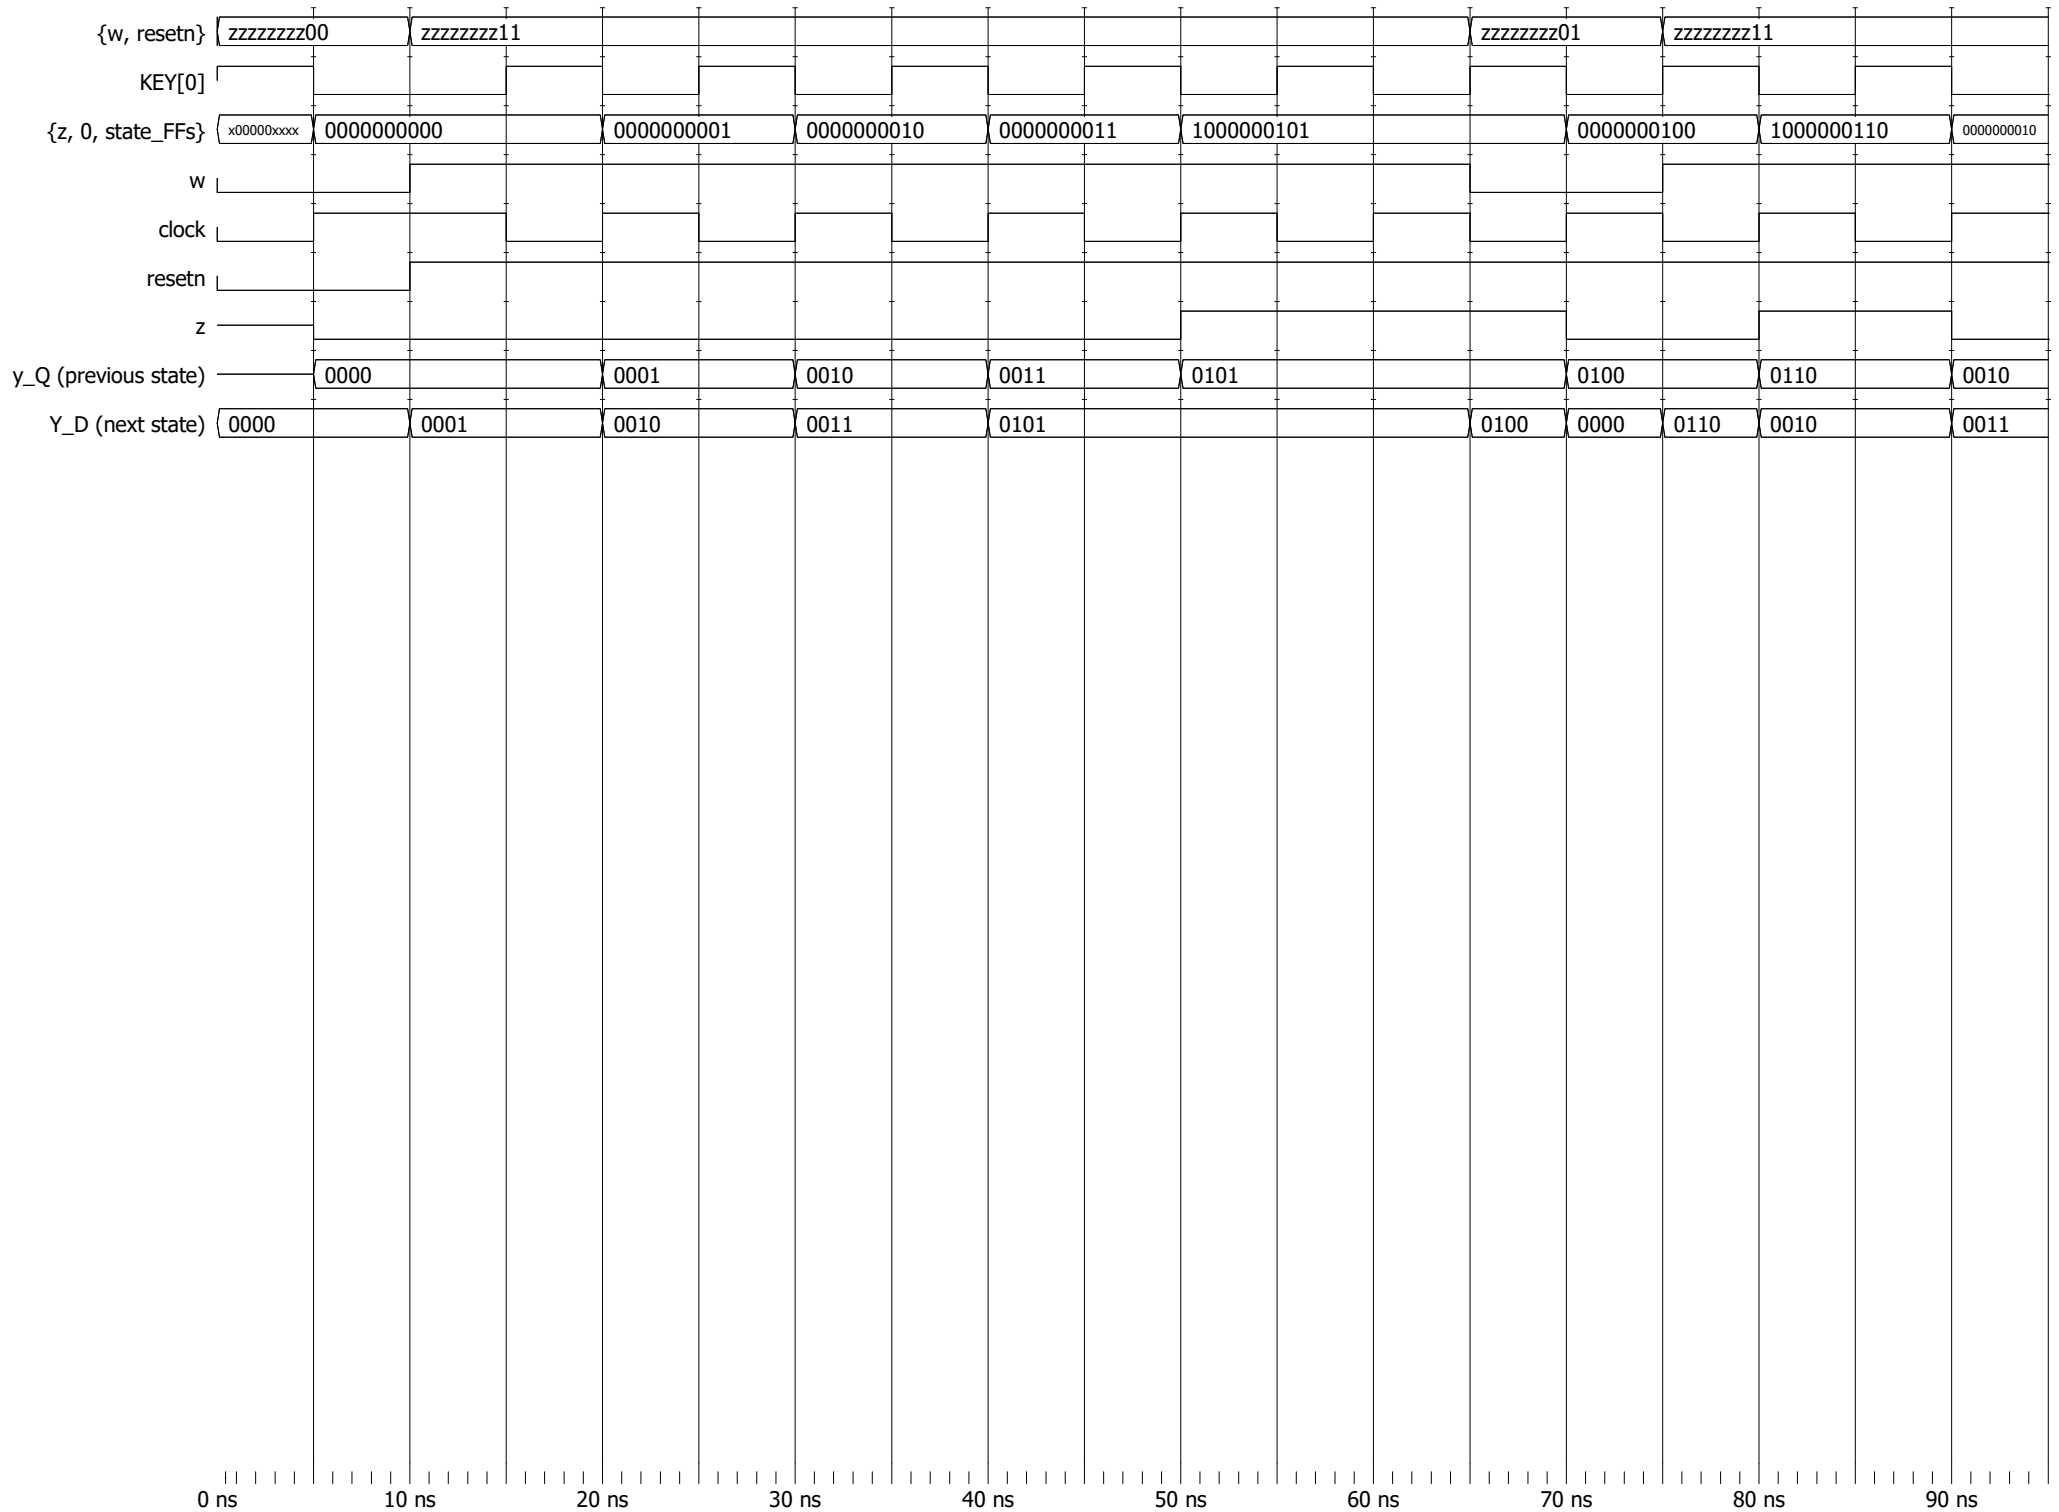 {w, resetn} zzzzzzzz00 zzzzzzzz11 zzzzzzzz01 zzzzzzzz11
KEY[0]
{z, 0, state_FFs} x00000xxxx 0000000000 0000000001 0000000010 0000000011 1000000101 0000000100 1000000110 0000000010
w
clock
resetn
z
y_Q (previous state) 0000 0001 0010 0011 0101 0100 0110 0010
Y_D (next state) 0000 0001 0010 0011 0101 0100 0000 0110 0010 0011
0 ns 10 ns 20 ns 30 ns 40 ns 50 ns 60 ns 70 ns 80 ns 90 ns